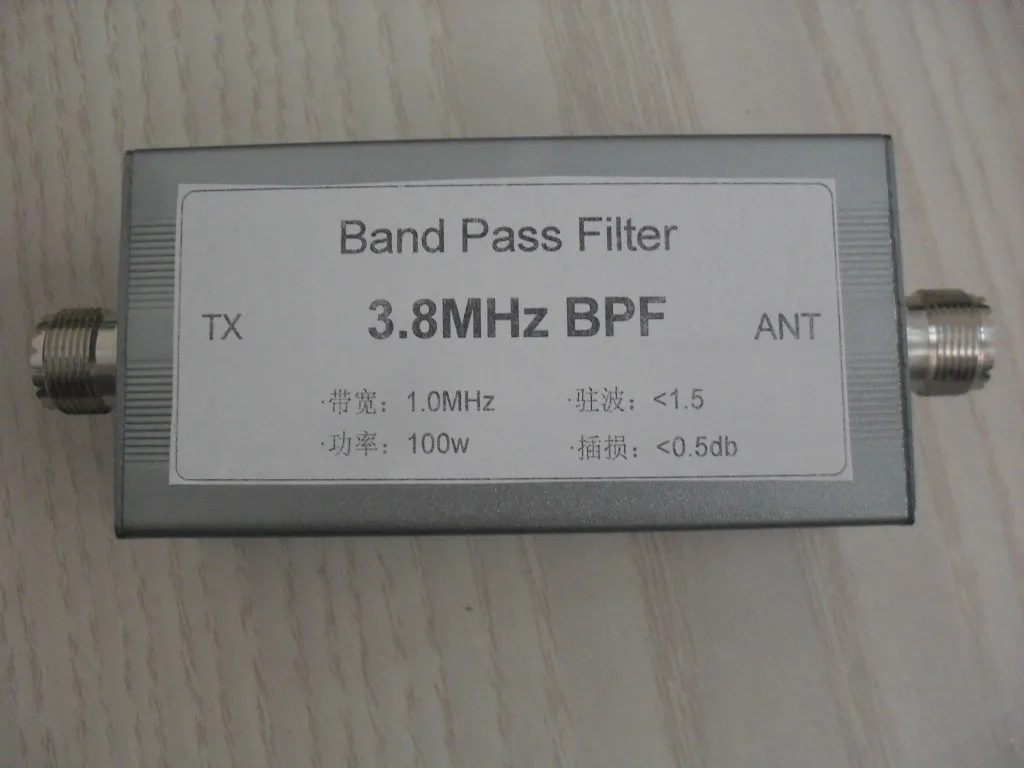 Band Pass Filter
TX
3.8MHz BPF
ANT
·带宽：1.0MHz
·驻波：<1.5
·功率：100w
·插损：<0.5db